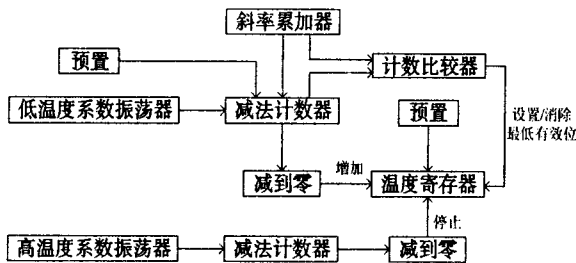 斜率累加器
预置
计数比较器
低温度系数振荡器
减法计数器
预置
设置/消除
最低有效位
减到零
增加
温度寄存器
停止
高温度系数振荡器
减法计数器
减到零